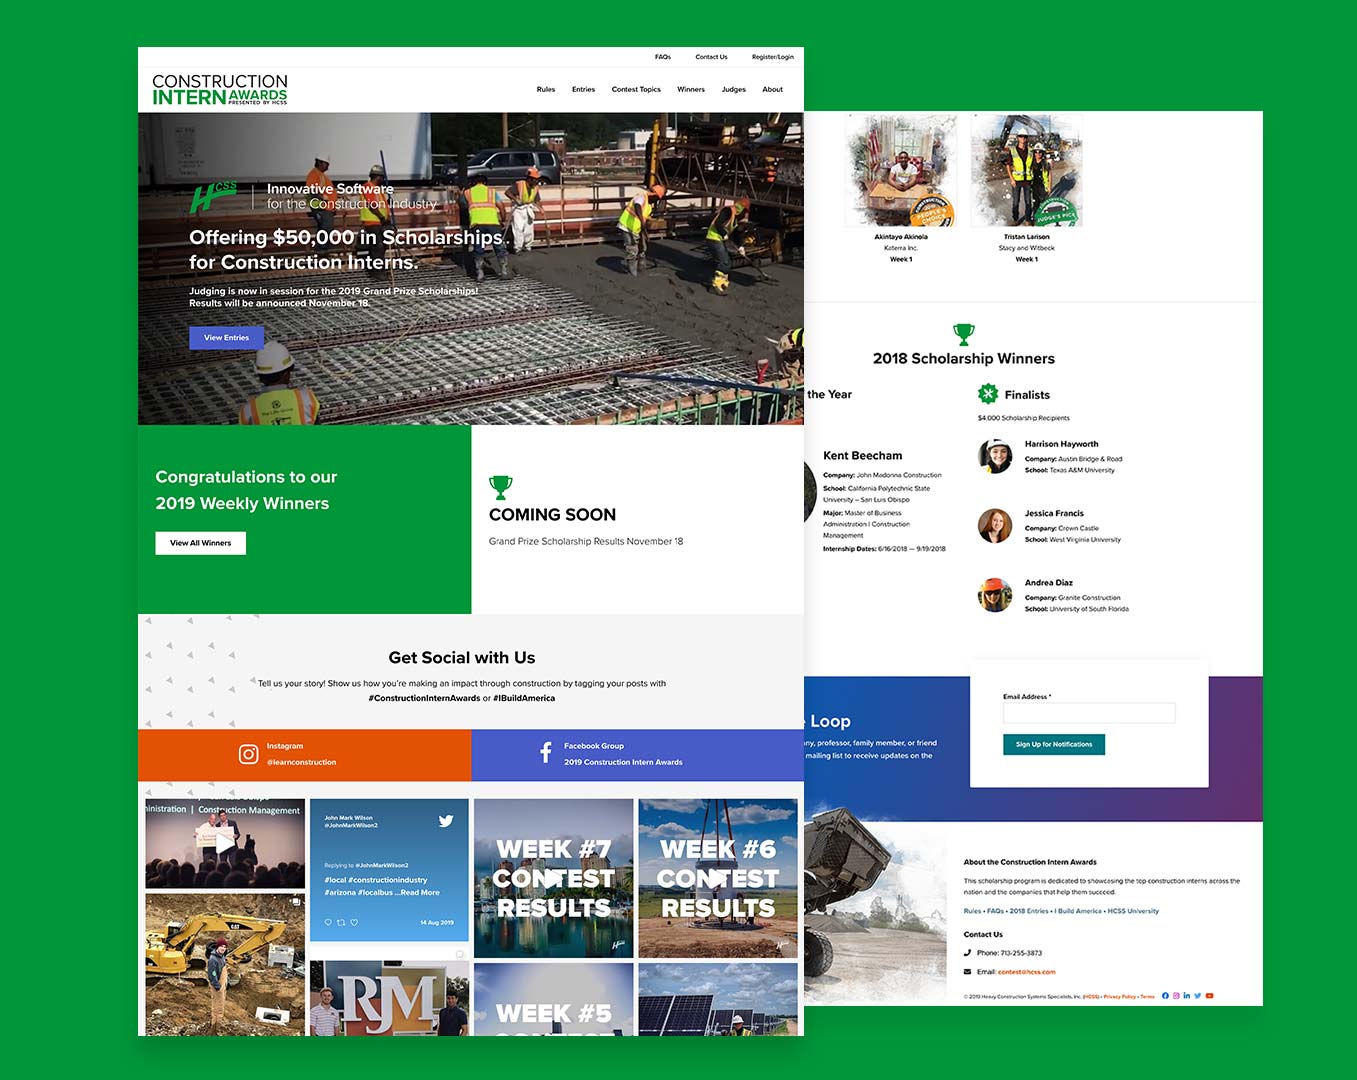 FAQs Contact Us Register/Login
CONSTRUCTION
INTERN AWARDS
PRESENTED BY HCSS
Rules Entries Contest Topics Winners Judges About
HCSS
Innovative Software
for the Construction Industry
Offering $50,000 in Scholarships
for Construction Interns.
Judging is now in session for the 2019 Grand Prize Scholarships!
Results will be announced November 18.
View Entries
Congratulations to our
2019 Weekly Winners
View All Winners
COMING SOON
Grand Prize Scholarship Results November 18
Get Social with Us
Tell us your story! Show us how you're making an impact through construction by tagging your posts with
#ConstructionInternAwards or #IBuildAmerica
Instagram
@learnconstruction
Facebook Group
2019 Construction Intern Awards
ministration | Construction Management
John Mark Wilson
@JohnMarkWilson2
Replying to @JohnMarkWilson2
#local #constructionindustry
#arizona #localbus ...Read More
14 Aug 2019
WEEK #7
CONTEST
RESULTS
HCSS
WEEK #6
CONTEST
RESULTS
HCSS
CAT
RJM
WEEK #5
CONTEST
PEOPLE'S
CHOICE
JUDGE'S PICK
Akintayo Akinola
Katerra Inc.
Week 1
Tristan Larison
Stacy and Witbeck
Week 1
2018 Scholarship Winners
the Year
Kent Beecham
Company: John Madonna Construction
School: California Polytechnic State
University – San Luis Obispo
Major: Master of Business
Administration | Construction
Management
Internship Dates: 6/16/2018 — 9/19/2018
Finalists
$4,000 Scholarship Recipients
Harrison Hayworth
Company: Austin Bridge & Road
School: Texas A&M University
Jessica Francis
Company: Crown Castle
School: West Virginia University
Andrea Diaz
Company: Granite Construction
School: University of South Florida
Loop
ny, professor, family member, or friend
mailing list to receive updates on the
Email Address *
Sign Up for Notifications
About the Construction Intern Awards
This scholarship program is dedicated to showcasing the top construction interns across the
nation and the companies that help them succeed.
Rules • FAQs • 2018 Entries • I Build America • HCSS University
Contact Us
Phone: 713-255-3873
Email: contest@hcss.com
© 2019 Heavy Construction Systems Specialists, Inc. (HCSS) • Privacy Policy • Terms